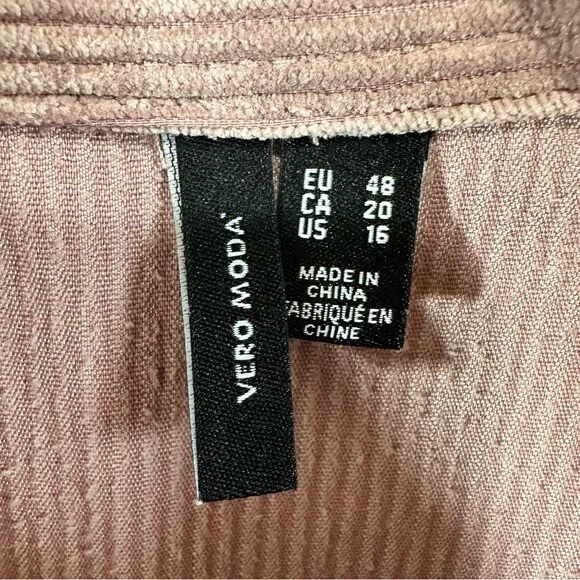 VERO MODA
EU 48
CA 20
US 16
MADE IN
CHINA
FABRIQUÉ EN
CHINE